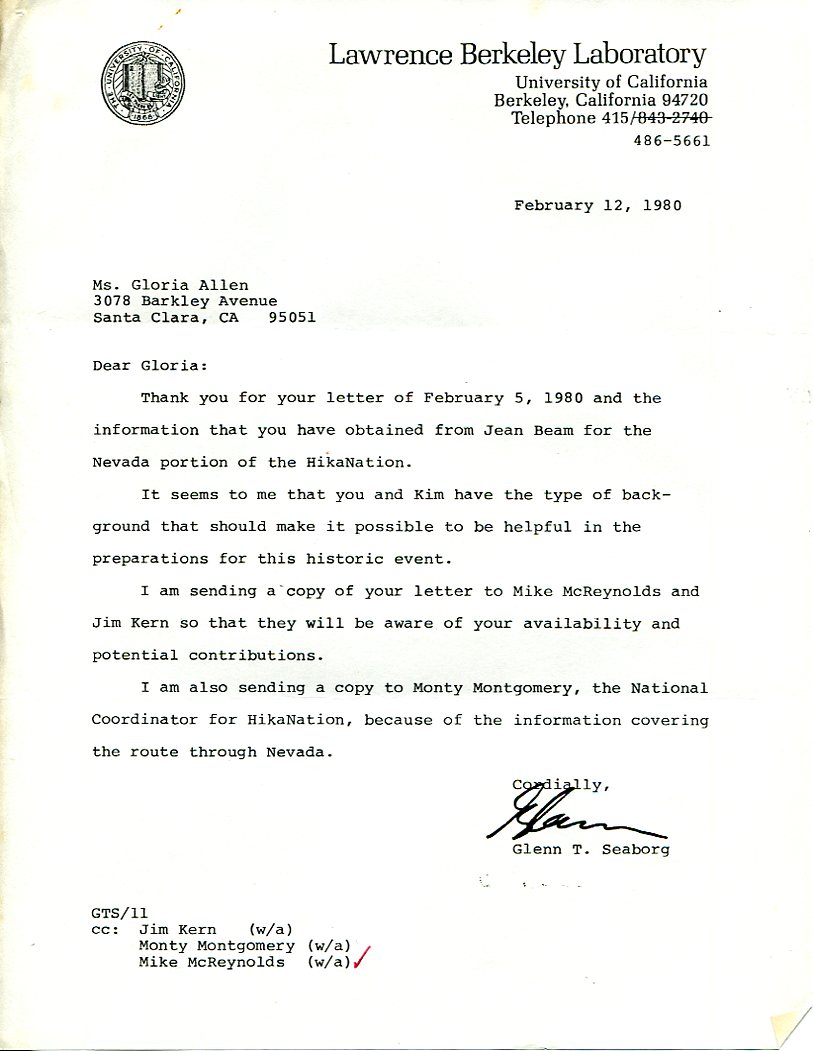 THE UNIVERSITY OF CALIFORNIA
1868
Lawrence Berkeley Laboratory
University of California
Berkeley, California 94720
Telephone 415/843-2740
486-5661
February 12, 1980
Ms. Gloria Allen
3078 Barkley Avenue
Santa Clara, CA 95051
Dear Gloria:
Thank you for your letter of February 5, 1980 and the
information that you have obtained from Jean Beam for the
Nevada portion of the HikaNation.
It seems to me that you and Kim have the type of back-
ground that should make it possible to be helpful in the
preparations for this historic event.
I am sending a copy of your letter to Mike McReynolds and
Jim Kern so that they will be aware of your availability and
potential contributions.
I am also sending a copy to Monty Montgomery, the National
Coordinator for HikaNation, because of the information covering
the route through Nevada.
Cordially,
Glenn
Glenn T. Seaborg
GTS/11
cc: Jim Kern (w/a)
Monty Montgomery (w/a)
Mike McReynolds (w/a)